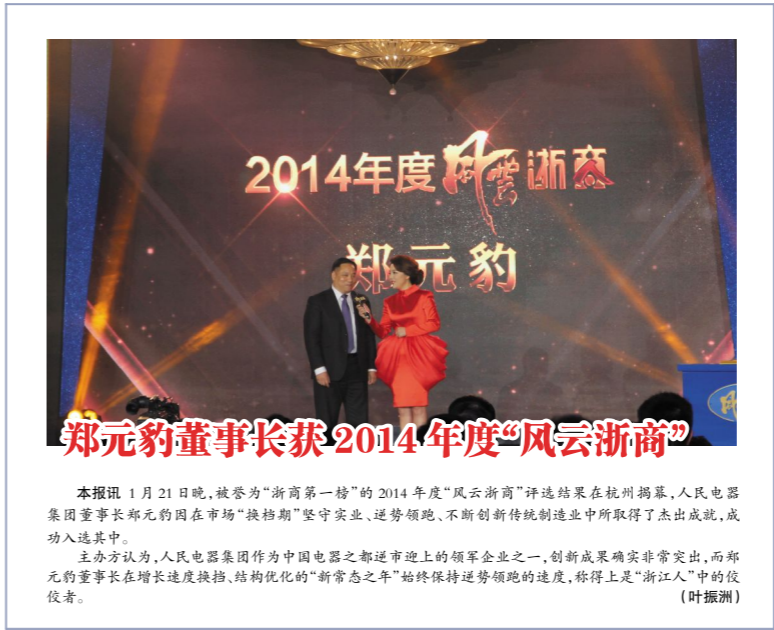 2014年度风云浙商
郑元豹
风
郑元豹董事长获 2014 年度“风云浙商”
本报讯 1 月 21 日晚,被誉为“浙商第一榜”的 2014 年度“风云浙商”评选结果在杭州揭幕,人民电器
集团董事长郑元豹因在市场“换档期”坚守实业、逆势领跑、不断创新传统制造业中所取得了杰出成就,成
功入选其中。
主办方认为,人民电器集团作为中国电器之都逆市迎上的领军企业之一,创新成果确实非常突出,而郑
元豹董事长在增长速度换挡、结构优化的“新常态之年”始终保持逆势领跑的速度,称得上是“浙江人”中的佼
佼者。 (叶振洲)